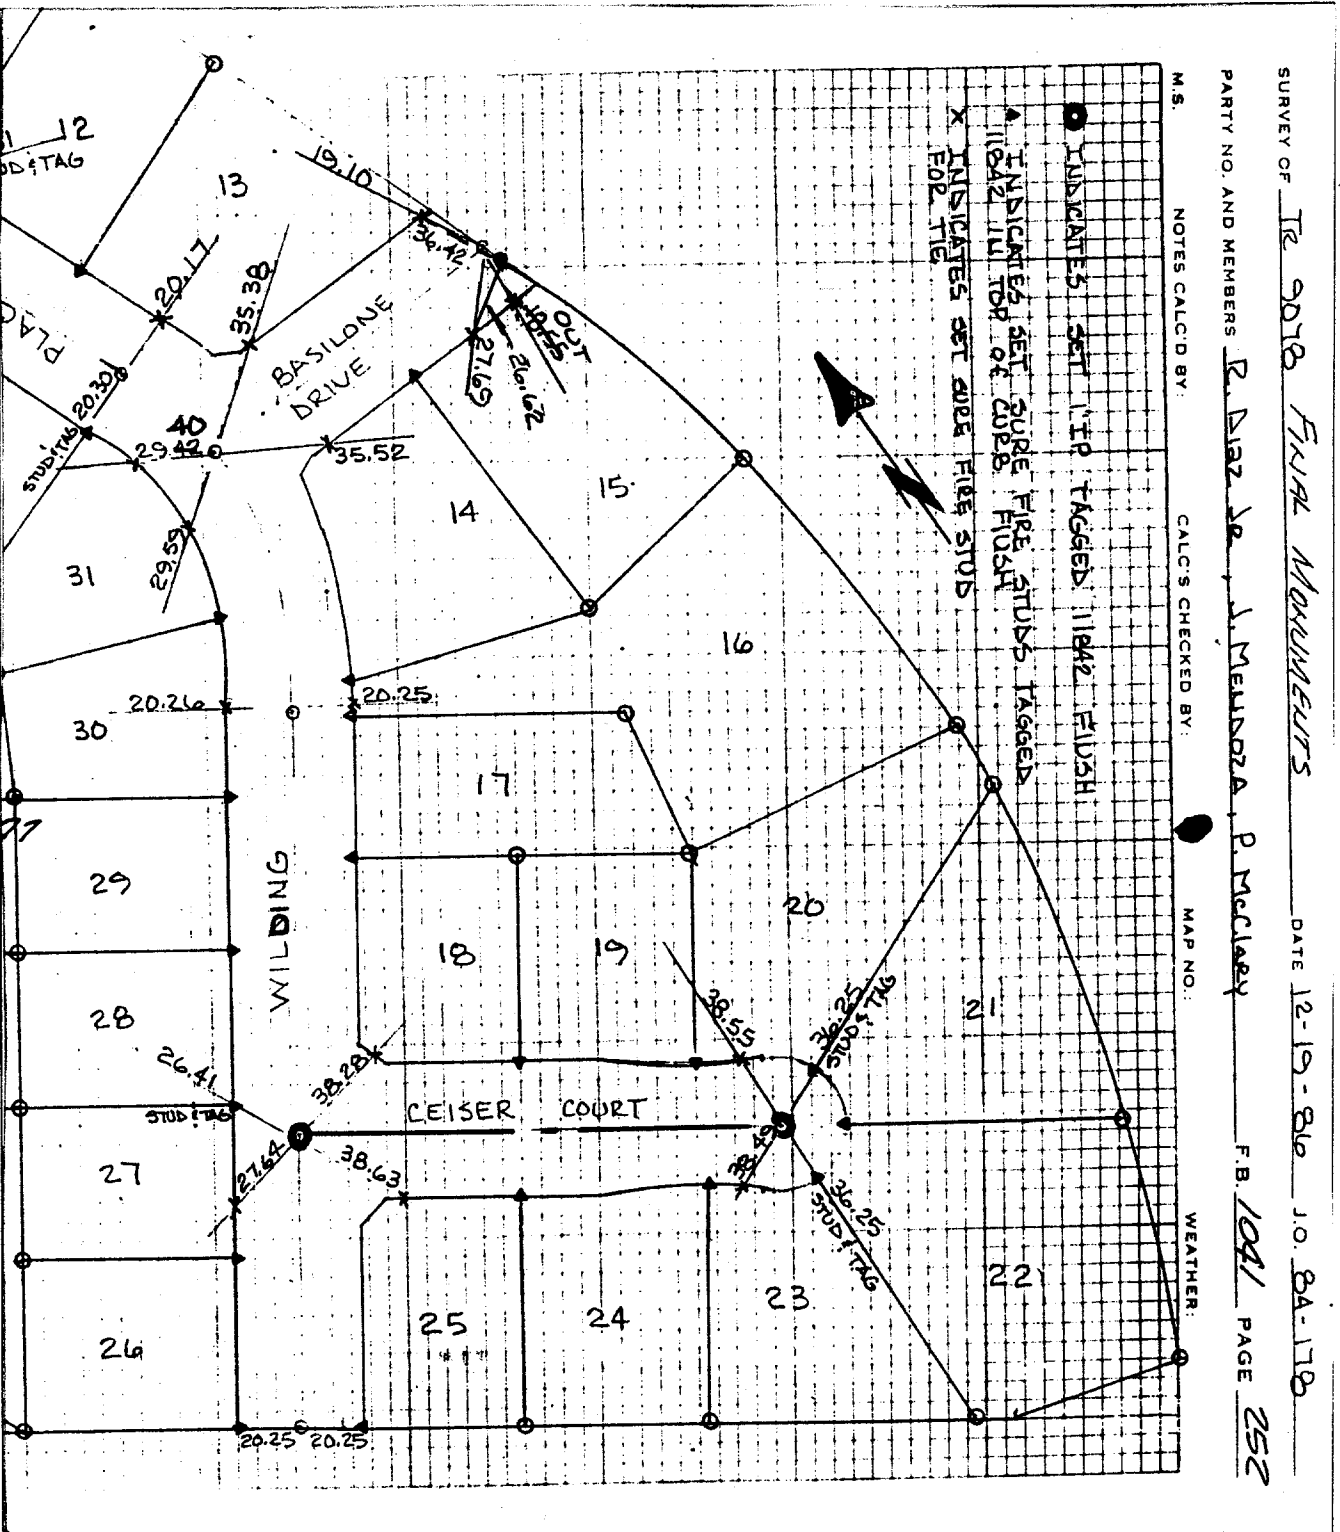 SURVEY OF TR 9078 FINAL MONUMENTS DATE 12-19-86 J.O. 8A-178
PARTY NO. AND MEMBERS R. DIAZ JR, J. MENDOZA, P. McClary F.B. 1041 PAGE 252
M.S. NOTES CALC'D BY: CALC'S CHECKED BY: MAP NO.: WEATHER:
INDICATES SET 1" IP TAGGED 11842 FLUSH
INDICATES SET SURE FIRE STUDS TAGGED
11842 IN TOP OF CURB FLUSH
X INDICATES SET SURE FIRE STUD
FOR TIE
12
13
19.10
36.42
20.17
35.38
BASILONE
DRIVE
OUT
26.62
27.69
PLAC
20.30
STUD & TAG
40
29.42
35.52
29.59
14
15
16
31
20.26
20.25
30
17
29
WILDING
18
19
20
21
28
38.55
36.25
STUD & TAG
26.41
STUD & TAG
38.28
CEISER COURT
27
27.64
38.63
38.49
36.25
STUD & TAG
22
23
24
25
26
20.25 20.25